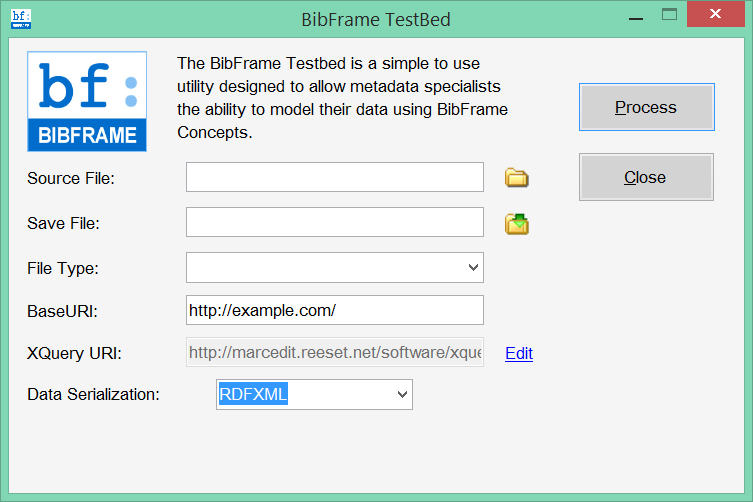 bf:
BibFrame TestBed
bf:
BIBFRAME
The BibFrame Testbed is a simple to use
utility designed to allow metadata specialists
the ability to model their data using BibFrame
Concepts.
Process
Close
Source File:
Save File:
File Type:
BaseURI:
http://example.com/
XQuery URI:
http://marcedit.reeset.net/software/xque
Edit
Data Serialization:
RDFXML